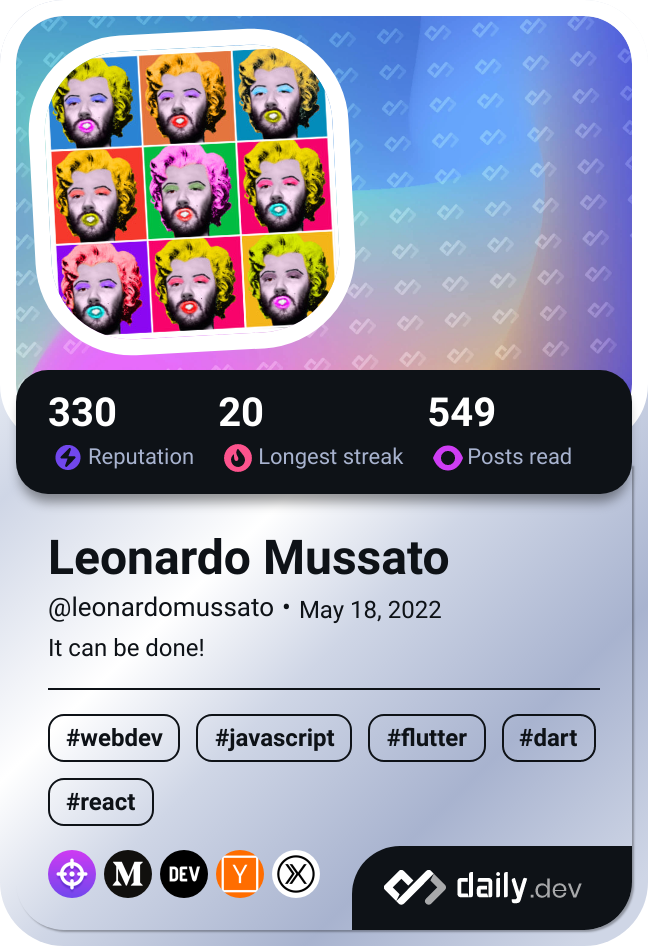 330 20 549
Reputation Longest streak Posts read
Leonardo Mussato
@leonardomussato • May 18, 2022
It can be done!
#webdev #javascript #flutter #dart
#react
M DEV Y
daily.dev